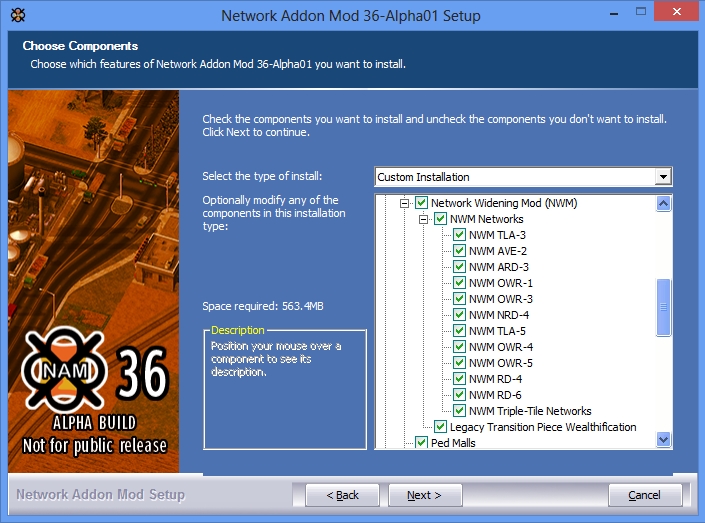 Network Addon Mod 36-Alpha01 Setup
Choose Components
Choose which features of Network Addon Mod 36-Alpha01 you want to install.
Check the components you want to install and uncheck the components you don't want to install.
Click Next to continue.
Select the type of install:
Custom Installation
Optionally modify any of the
components in this installation
type:
Network Widening Mod (NWM)
NWM Networks
NWM TLA-3
NWM AVE-2
NWM ARD-3
NWM OWR-1
NWM OWR-3
NWM NRD-4
NWM TLA-5
NWM OWR-4
NWM OWR-5
NWM RD-4
NWM RD-6
NWM Triple-Tile Networks
Legacy Transition Piece Wealthification
Ped Malls
Space required: 563.4MB
Description
Position your mouse over a
component to see its
description.
NAM 36
ALPHA BUILD
Not for public release
Network Addon Mod Setup
< Back
Next >
Cancel